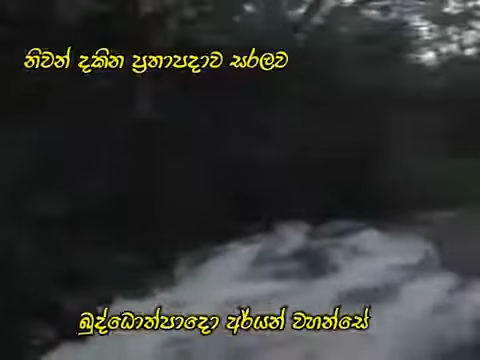 නිවන් දකින ප්‍රතාපදාව සරලව
බුද්ධොත්පාදො අර්යන් වහන්සේ